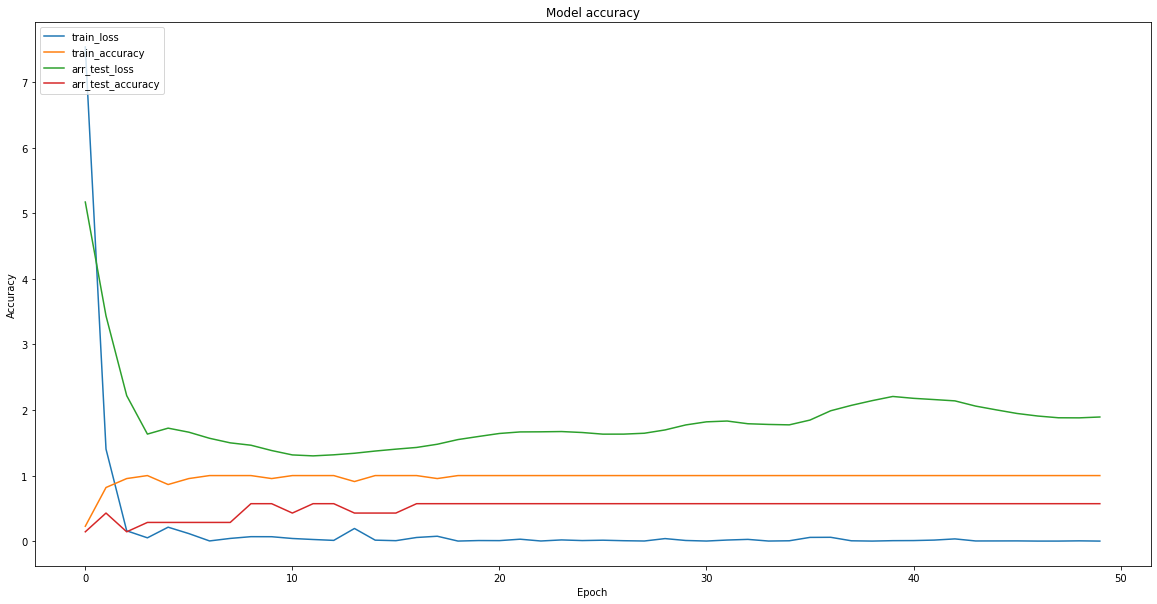 Model accuracy
train_loss
train_accuracy
arr_test_loss
arr_test_accuracy
7
6
5
4
3
2
1
0
Accuracy
0 10 20 30 40 50
Epoch